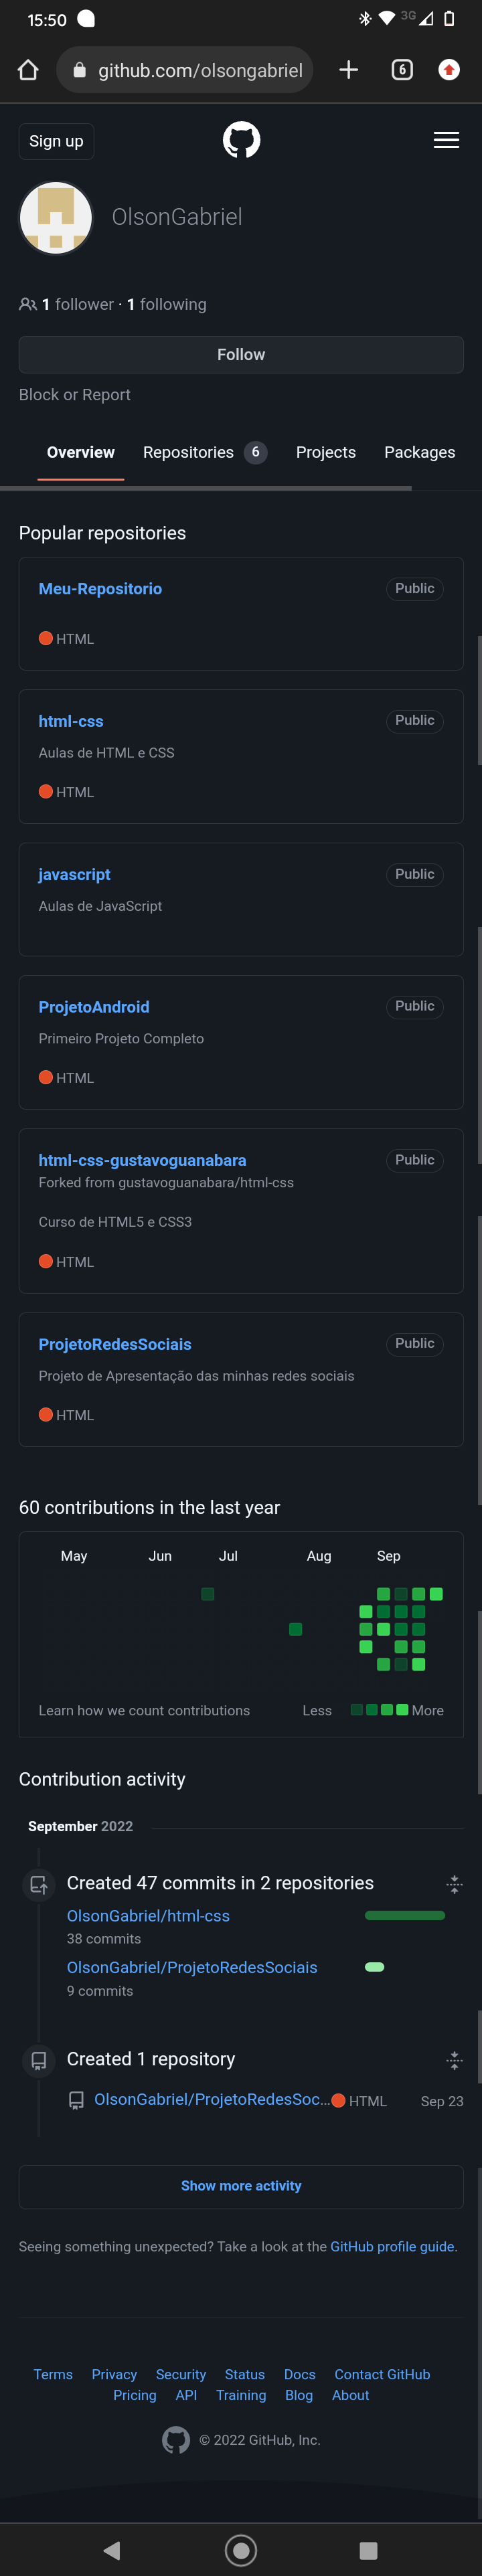 15:50
3G
github.com/olsongabriel
6
Sign up
OlsonGabriel
1 follower · 1 following
Follow
Block or Report
Overview Repositories 6 Projects Packages
Popular repositories
Meu-Repositorio Public
HTML
html-css Public
Aulas de HTML e CSS
HTML
javascript Public
Aulas de JavaScript
ProjetoAndroid Public
Primeiro Projeto Completo
HTML
html-css-gustavoguanabara Public
Forked from gustavoguanabara/html-css
Curso de HTML5 e CSS3
HTML
ProjetoRedesSociais Public
Projeto de Apresentação das minhas redes sociais
HTML
60 contributions in the last year
May Jun Jul Aug Sep
Learn how we count contributions Less More
Contribution activity
September 2022
Created 47 commits in 2 repositories
OlsonGabriel/html-css
38 commits
OlsonGabriel/ProjetoRedesSociais
9 commits
Created 1 repository
OlsonGabriel/ProjetoRedesSoc... HTML Sep 23
Show more activity
Seeing something unexpected? Take a look at the GitHub profile guide.
Terms Privacy Security Status Docs Contact GitHub
Pricing API Training Blog About
© 2022 GitHub, Inc.